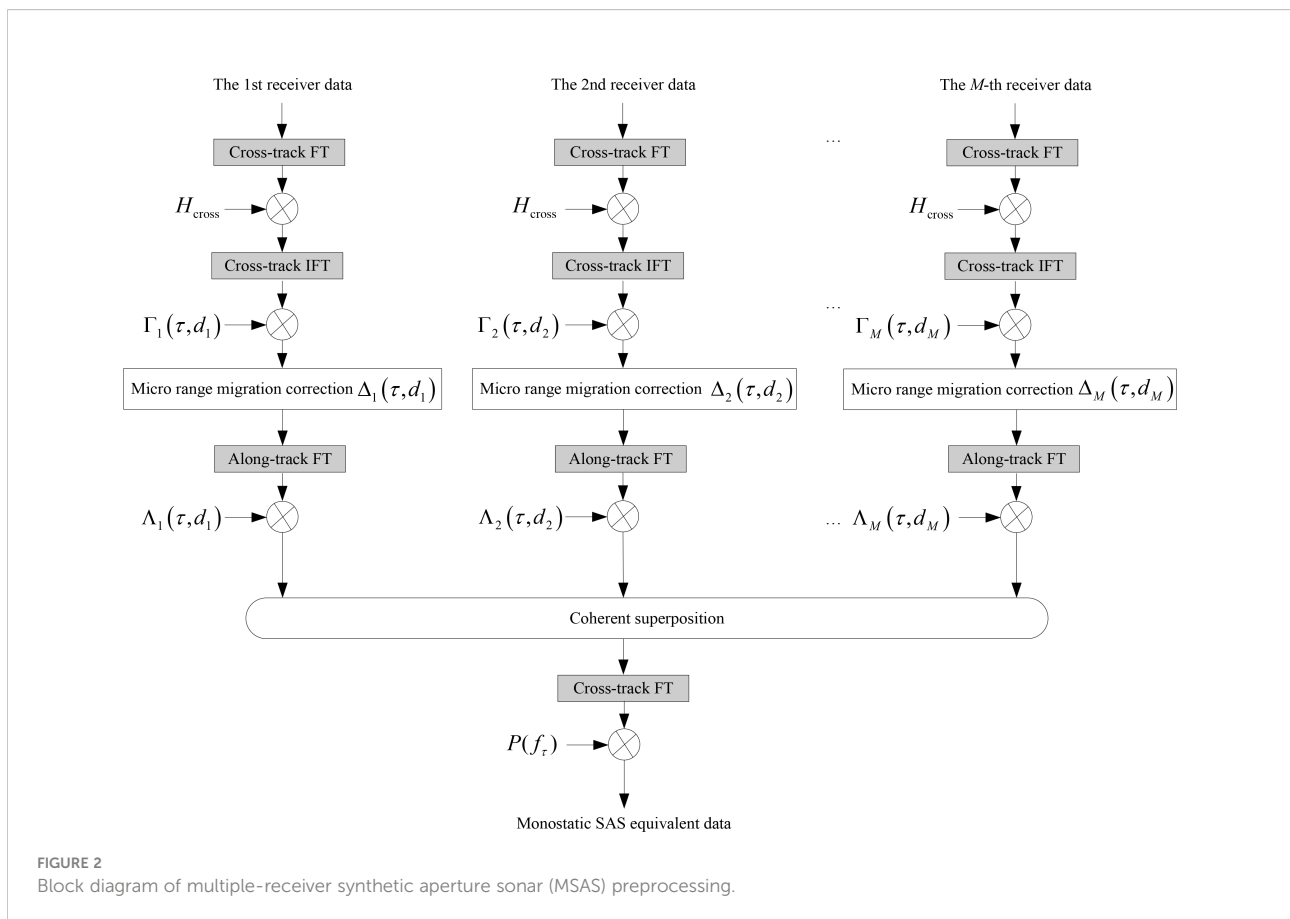 The 1st receiver data The 2nd receiver data The M-th receiver data
Cross-track FT Cross-track FT ... Cross-track FT
H_cross H_cross H_cross
Cross-track IFT Cross-track IFT Cross-track IFT
Γ_1(τ,d_1) Γ_2(τ,d_2) ... Γ_M(τ,d_M)
Micro range migration correction Δ_1(τ,d_1) Micro range migration correction Δ_2(τ,d_2) Micro range migration correction Δ_M(τ,d_M)
Along-track FT Along-track FT Along-track FT
Λ_1(τ,d_1) Λ_2(τ,d_2) ... Λ_M(τ,d_M)
Coherent superposition
Cross-track FT
P(f_τ)
Monostatic SAS equivalent data
FIGURE 2
Block diagram of multiple-receiver synthetic aperture sonar (MSAS) preprocessing.